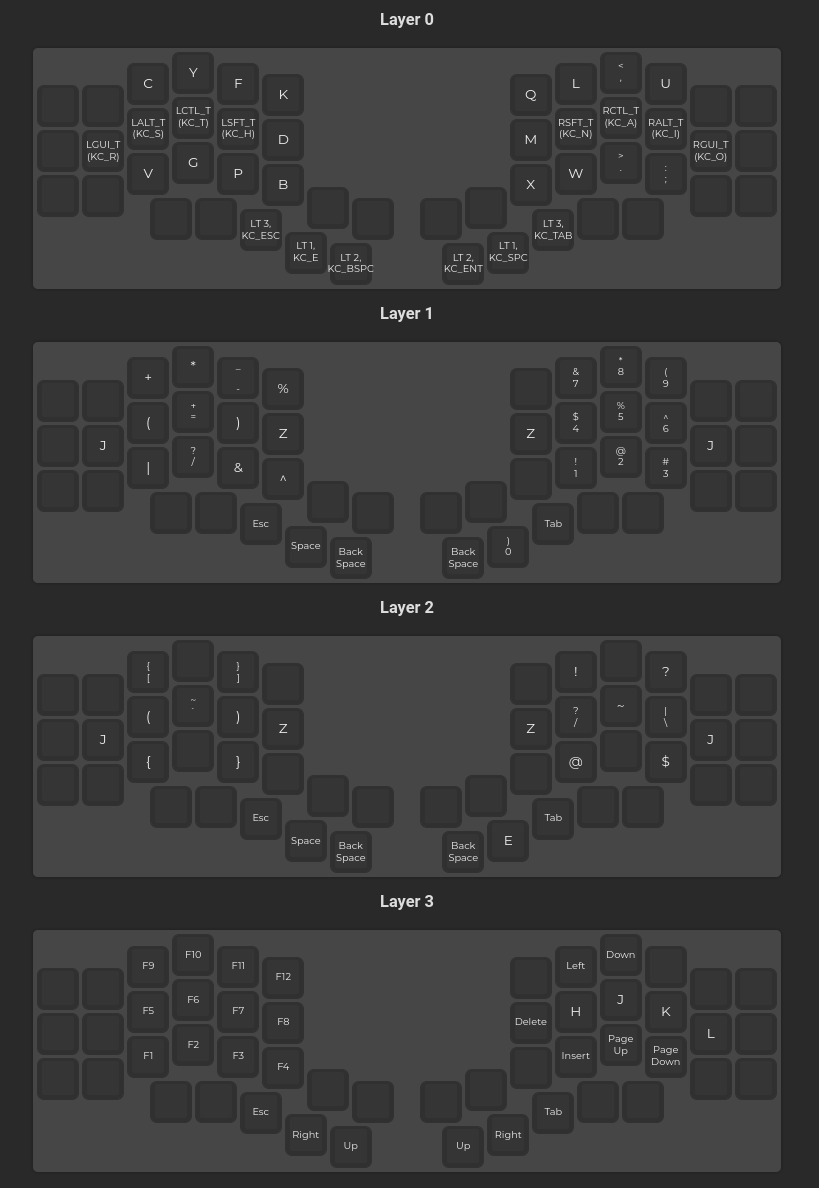 Layer 0
C Y F K Q L < U
,
LALT_T LCTL_T LSFT_T D M RSFT_T RCTL_T RALT_T
(KC_S) (KC_T) (KC_H) (KC_N) (KC_A) (KC_I)
LGUI_T RGUI_T
(KC_R) (KC_O)
V G P B X W > :
. ;
LT 3, LT 3,
KC_ESC KC_TAB
LT 1, LT 1,
KC_E KC_SPC
LT 2, LT 2,
KC_BSPC KC_ENT
Layer 1
+ * _ % & * (
- 7 8 9
J ( + ) Z Z $ % ^ J
= 4 5 6
| ? & ^ ! @ #
/ 1 2 3
Esc Tab
Space )
0
Back Back
Space Space
Layer 2
{ } ! ?
[ ]
J ( ~ ) Z Z ? ~ | J
/ \
{ } @ $
Esc Tab
Space E
Back Back
Space Space
Layer 3
F9 F10 F11 F12 Left Down
F5 F6 F7 F8 Delete H J K L
F1 F2 F3 F4 Insert Page Page
Up Down
Esc Tab
Right Right
Up Up